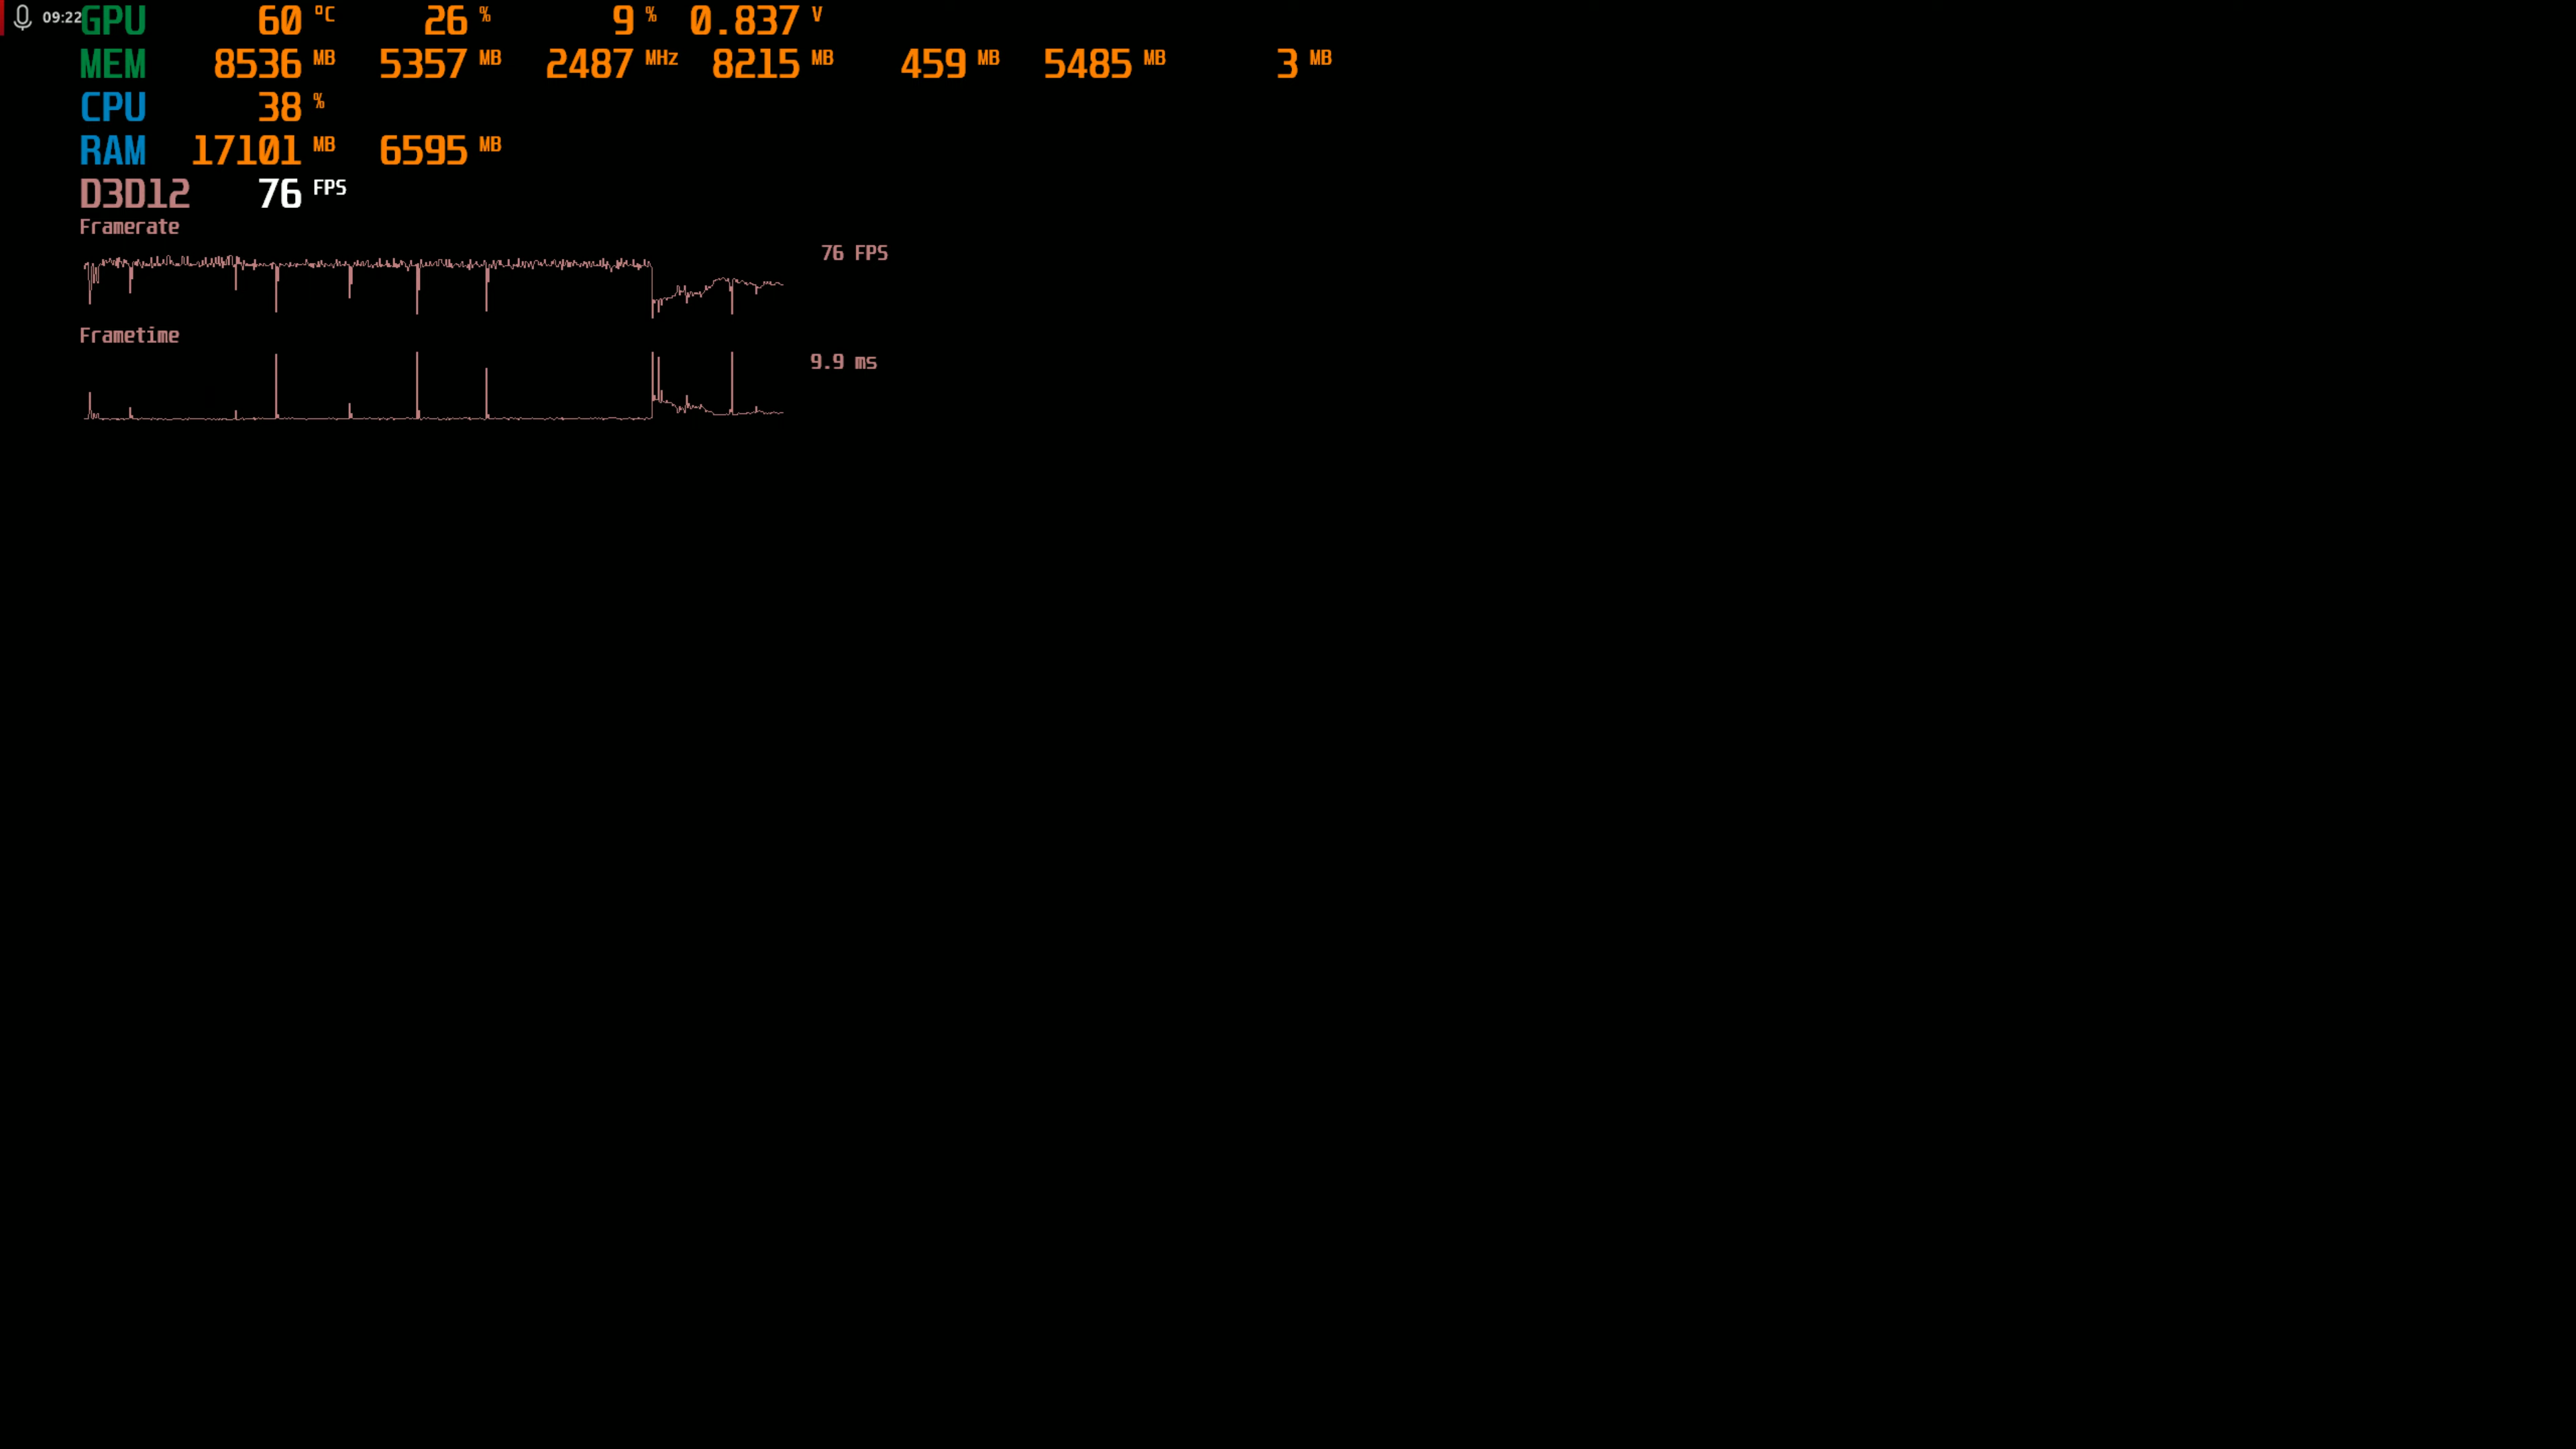 09:22 GPU 60 °C 26 % 9 % 0.837 V
MEM 8536 MB 5357 MB 2487 MHz 8215 MB 459 MB 5485 MB 3 MB
CPU 38 %
RAM 17101 MB 6595 MB
D3D12 76 FPS
Framerate
76 FPS
Frametime
9.9 ms